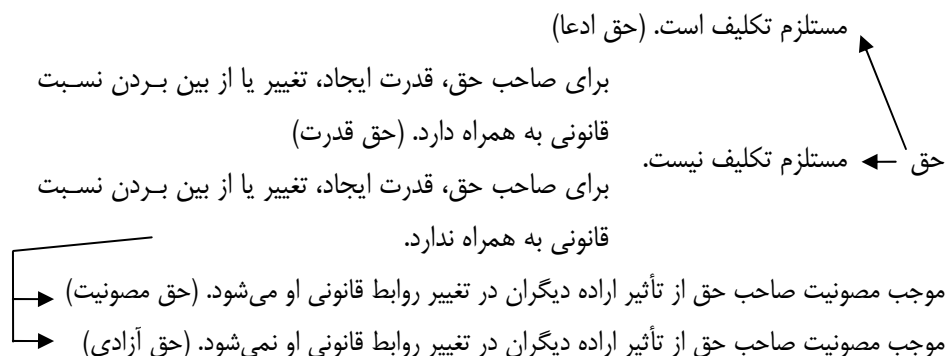 مستلزم تکلیف است. (حق ادعا)
برای صاحب حق، قدرت ایجاد، تغییر یا از بین بـردن نسـبت
قانونی به همراه دارد. (حق قدرت)
حق
مستلزم تکلیف نیست.
برای صاحب حق، قدرت ایجاد، تغییر یا از بین بـردن نسـبت
قانونی به همراه ندارد.
موجب مصونیت صاحب حق از تأثیر اراده دیگران در تغییر روابط قانونی او می‌شود. (حق مصونیت)
موجب مصونیت صاحب حق از تأثیر اراده دیگران در تغییر روابط قانونی او نمی‌شود. (حق آزادی)